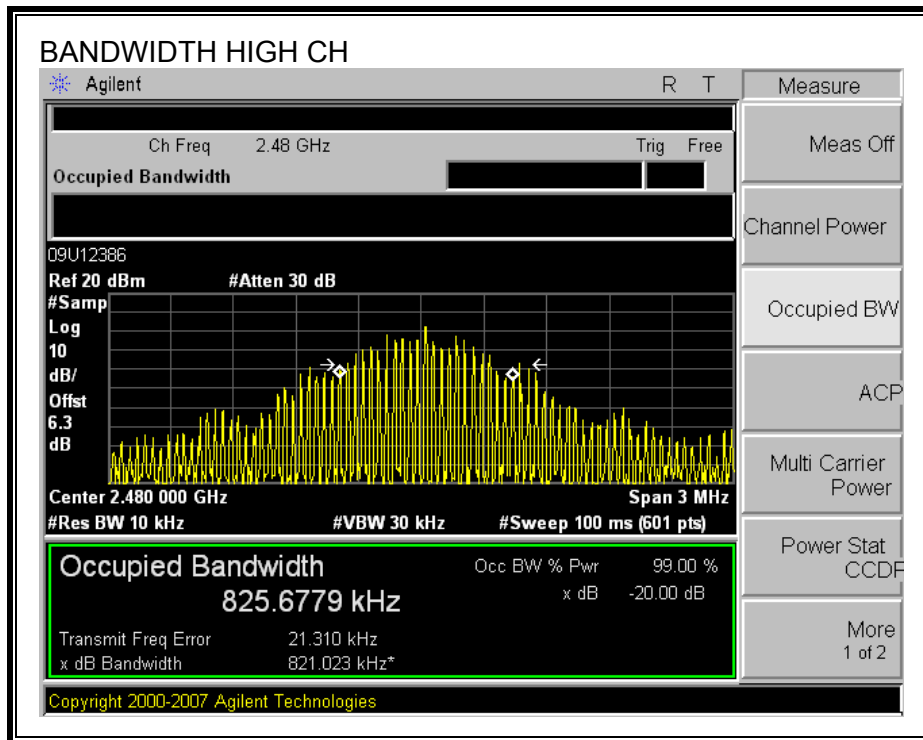 BANDWIDTH HIGH CH
Agilent R T
Measure
Ch Freq 2.48 GHz Trig Free
Meas Off
Occupied Bandwidth
Channel Power
09U12386
Ref 20 dBm #Atten 30 dB
#Samp
Log
10
dB/
Offst
6.3
dB
Occupied BW
ACP
Multi Carrier
Power
Center 2.480 000 GHz Span 3 MHz
#Res BW 10 kHz #VBW 30 kHz #Sweep 100 ms (601 pts)
Power Stat
CCDF
Occupied Bandwidth Occ BW % Pwr 99.00 %
825.6779 kHz x dB -20.00 dB
Transmit Freq Error 21.310 kHz
x dB Bandwidth 821.023 kHz*
More
1 of 2
Copyright 2000-2007 Agilent Technologies